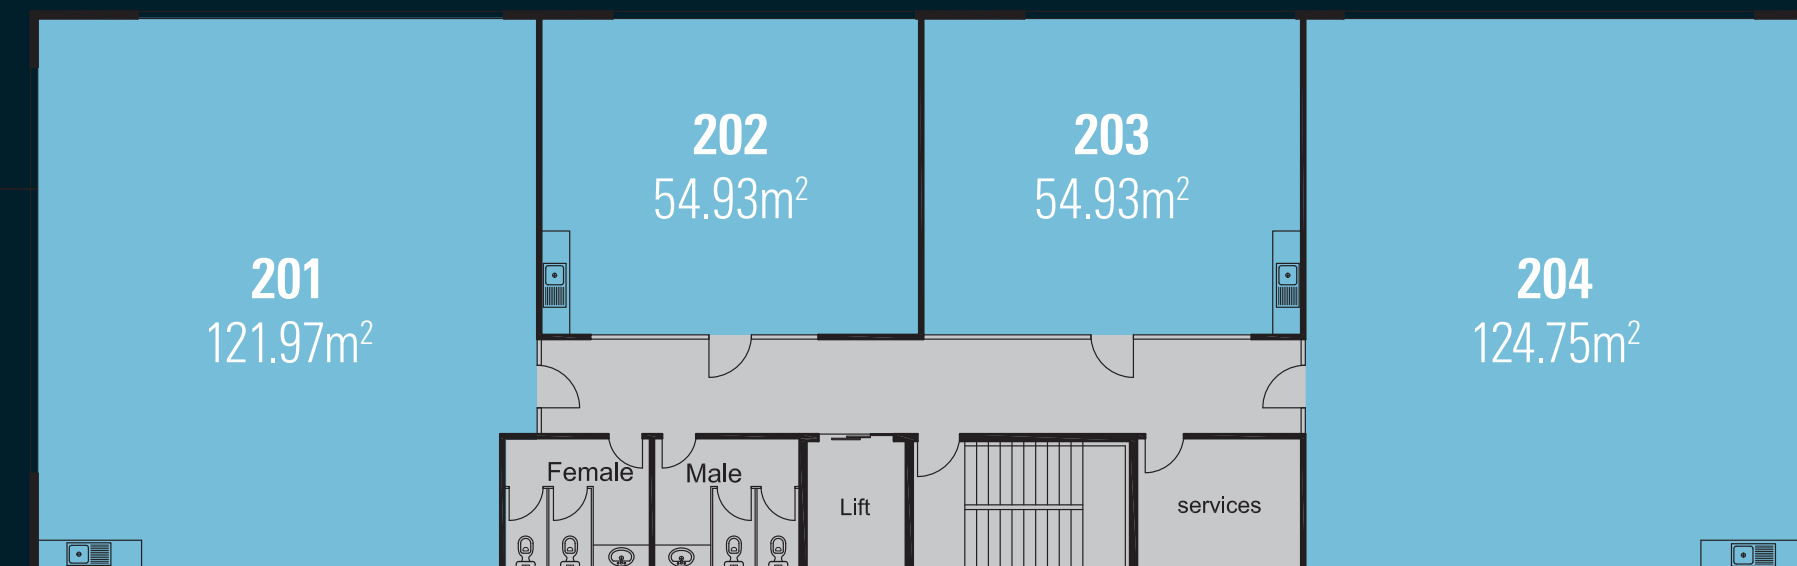 201
121.97m²
202
54.93m²
203
54.93m²
204
124.75m²
Female
Male
Lift
services